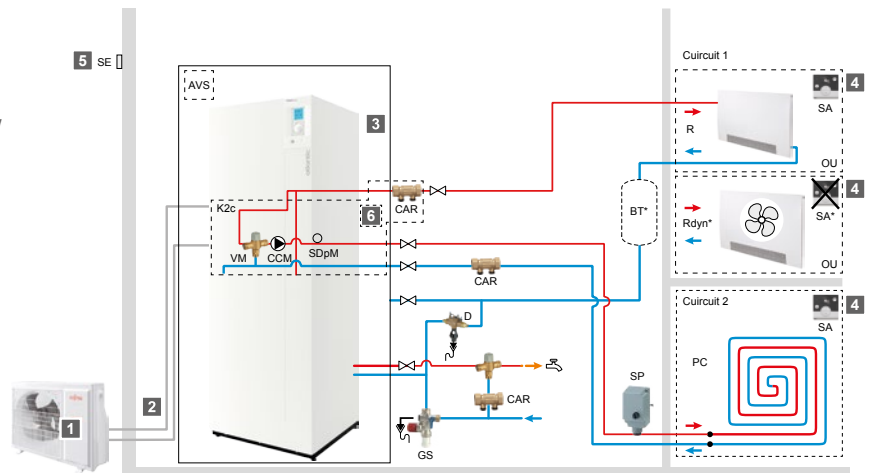 5 SE
AVS
3
K2c
6
CAR
VM
CCM
SDpM
CAR
D
CAR
GS
2
1
BT*
SP
Cuircuit 1
4
SA
R
OU
4
SA*
Rdyn*
OU
Cuircuit 2
4
SA
PC